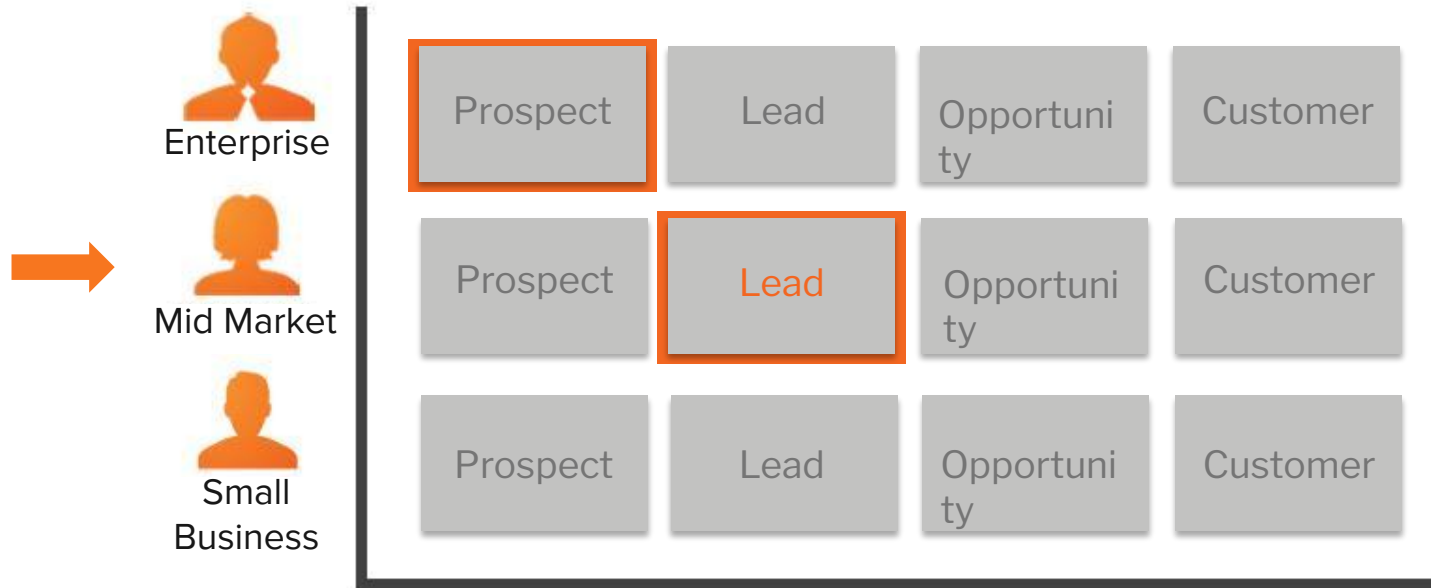 Enterprise
Prospect
Lead
Opportuni
ty
Customer
Mid Market
Prospect
Lead
Opportuni
ty
Customer
Small
Business
Prospect
Lead
Opportuni
ty
Customer